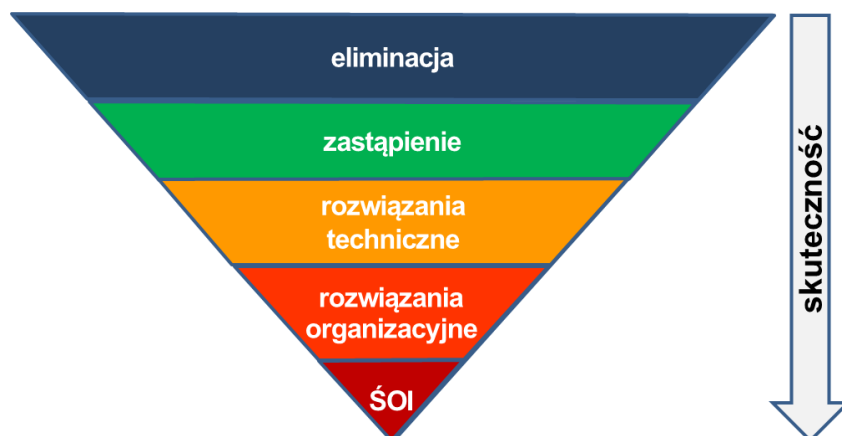 eliminacja
zastąpienie
rozwiązania
techniczne
rozwiązania
organizacyjne
ŚOI
skuteczność